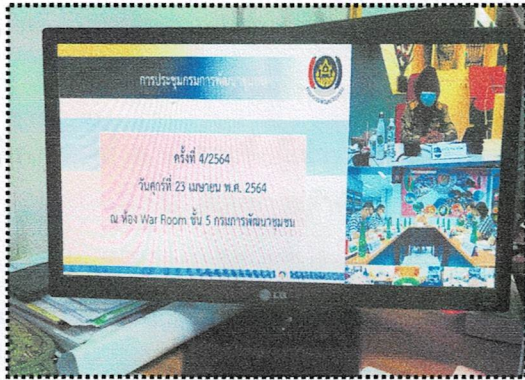 การประชุมกรมการพัฒนาชุมชน
ครั้งที่ 4/2564
วันศุกร์ที่ 23 เมษายน พ.ศ. 2564
ณ ห้อง War Room ชั้น 5 กรมการพัฒนาชุมชน
LG